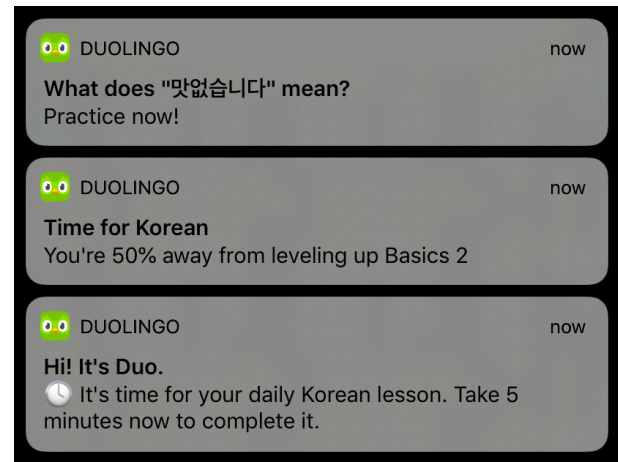 DUOLINGO now
What does "맛없습니다" mean?
Practice now!
DUOLINGO now
Time for Korean
You're 50% away from leveling up Basics 2
DUOLINGO now
Hi! It's Duo.
🕓 It's time for your daily Korean lesson. Take 5
minutes now to complete it.